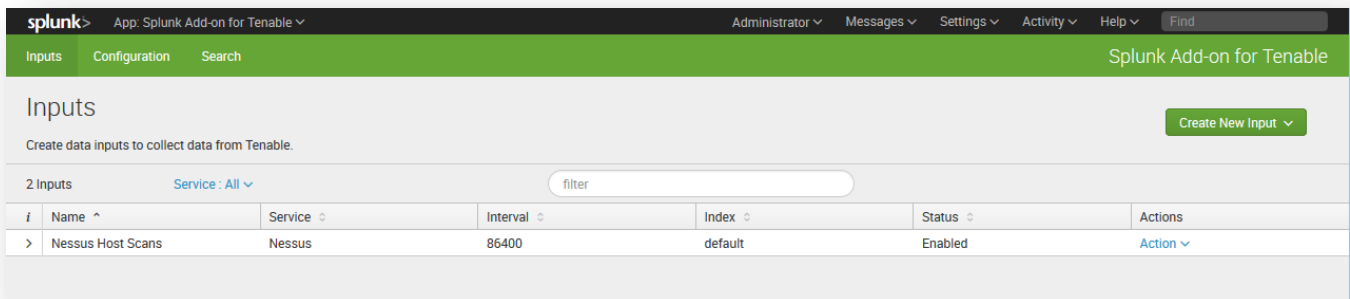 splunk> App: Splunk Add-on for Tenable Administrator Messages Settings Activity Help Find
Inputs Configuration Search Splunk Add-on for Tenable
Inputs
Create New Input
Create data inputs to collect data from Tenable.
2 Inputs Service : All filter
i Name Service Interval Index Status Actions
> Nessus Host Scans Nessus 86400 default Enabled Action